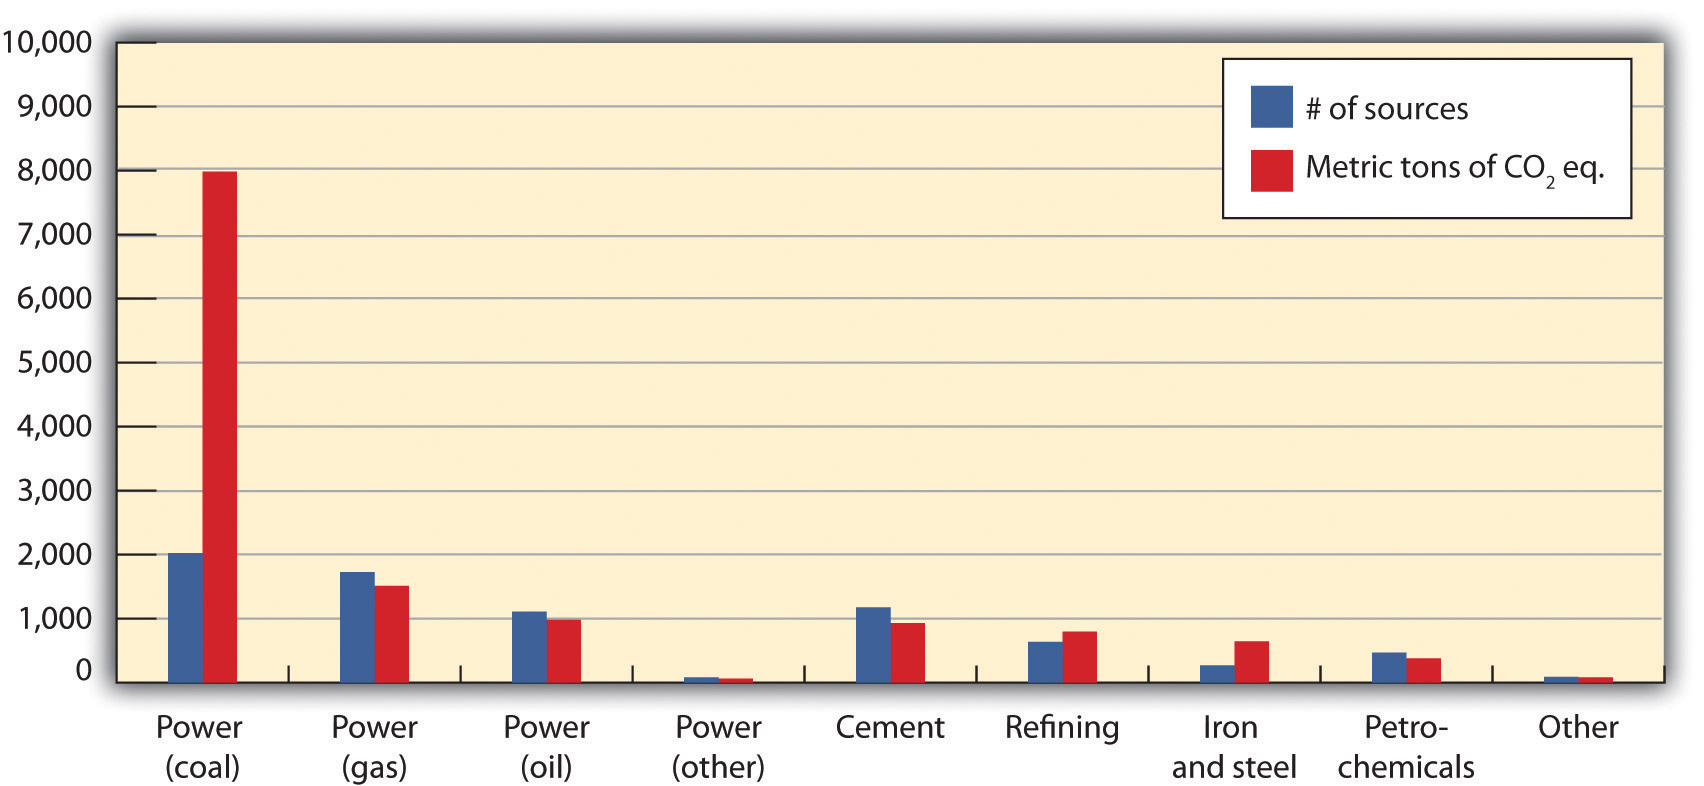 10,000
9,000
8,000
7,000
6,000
5,000
4,000
3,000
2,000
1,000
0
# of sources
Metric tons of CO₂ eq.
Power (coal)
Power (gas)
Power (oil)
Power (other)
Cement
Refining
Iron and steel
Petro-chemicals
Other